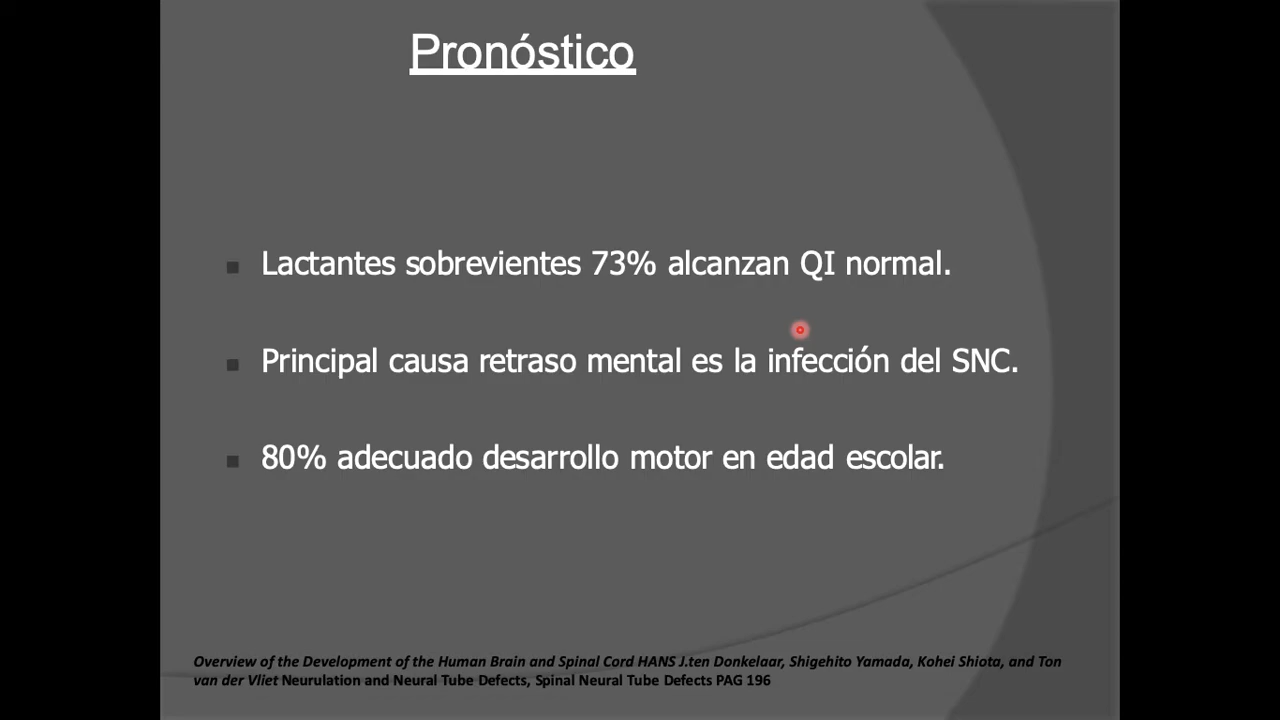 Pronóstico
Lactantes sobrevientes 73% alcanzan QI normal.
Principal causa retraso mental es la infección del SNC.
80% adecuado desarrollo motor en edad escolar.
Overview of the Development of the Human Brain and Spinal Cord HANS J.ten Donkelaar, Shigehito Yamada, Kohei Shiota, and Ton
van der Vliet Neurulation and Neural Tube Defects, Spinal Neural Tube Defects PAG 196